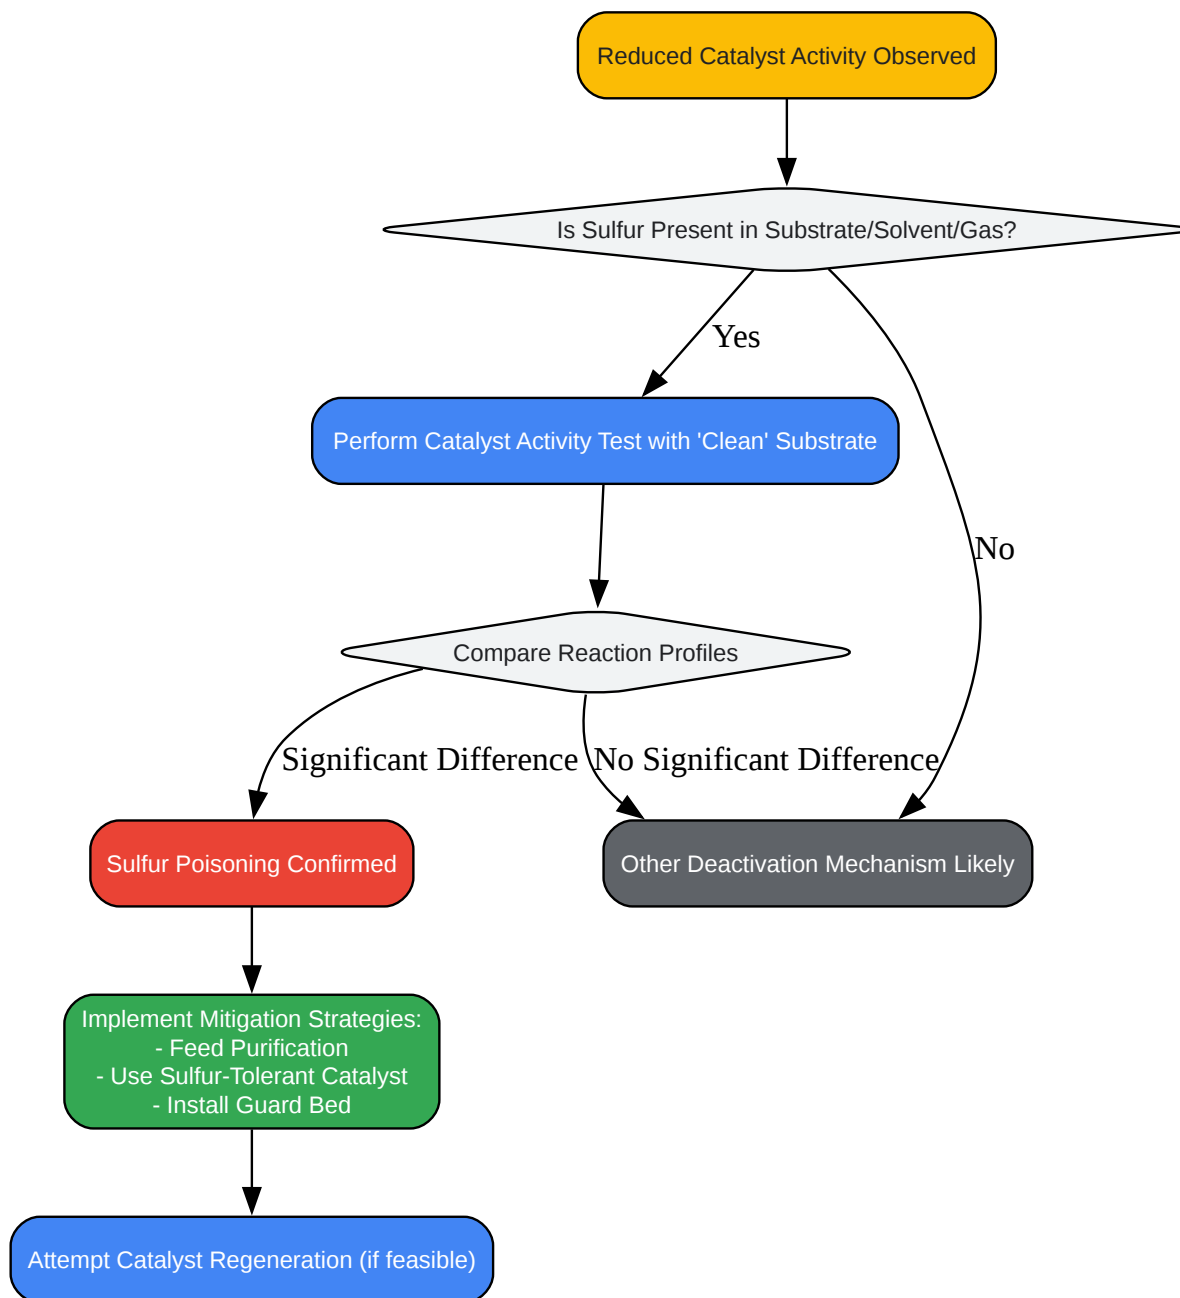 Reduced Catalyst Activity Observed
Is Sulfur Present in Substrate/Solvent/Gas?
Yes
Perform Catalyst Activity Test with 'Clean' Substrate
No
Compare Reaction Profiles
Significant Difference
No Significant Difference
Sulfur Poisoning Confirmed
Other Deactivation Mechanism Likely
Implement Mitigation Strategies:
- Feed Purification
- Use Sulfur-Tolerant Catalyst
- Install Guard Bed
Attempt Catalyst Regeneration (if feasible)